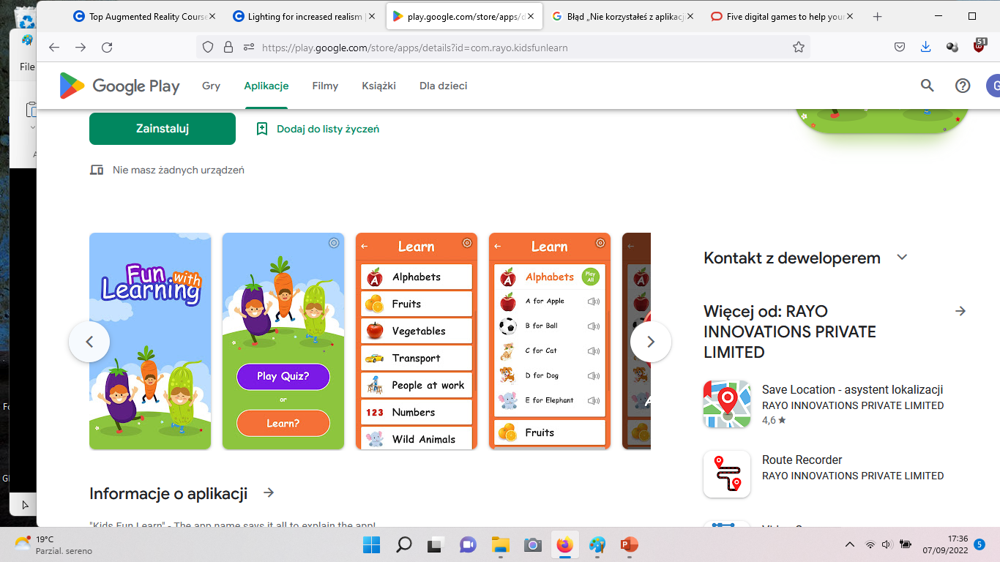 Top Augmented Reality Course
Lighting for increased realism |
play.google.com/store/apps/d
Błąd „Nie korzystałeś z aplikacj
Five digital games to help your
https://play.google.com/store/apps/details?id=com.rayo.kidsfunlearn
51
File
Google Play
Gry
Aplikacje
Filmy
Książki
Dla dzieci
G
Zainstaluj
Dodaj do listy życzeń
Nie masz żadnych urządzeń
Fun
with
Learning
Play Quiz?
or
Learn?
Learn
A
Alphabets
Fruits
Vegetables
Transport
People at work
123 Numbers
Wild Animals
Learn
A
Alphabets
Play
All
A for Apple
B for Ball
C for Cat
D for Dog
E for Elephant
Fruits
Kontakt z deweloperem
Więcej od: RAYO
INNOVATIONS PRIVATE
LIMITED
Save Location - asystent lokalizacji
RAYO INNOVATIONS PRIVATE LIMITED
4,6 ★
Route Recorder
RAYO INNOVATIONS PRIVATE LIMITED
Informacje o aplikacji
"Kids Fun Learn" - The app name says it all to explain the app!
19°C
Parzial. sereno
17:36
07/09/2022
5